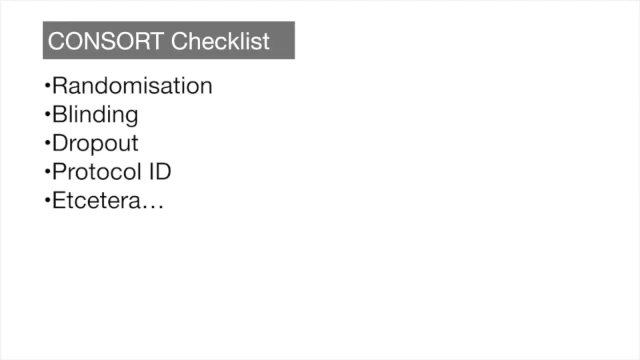 CONSORT Checklist
•Randomisation
•Blinding
•Dropout
•Protocol ID
•Etcetera…